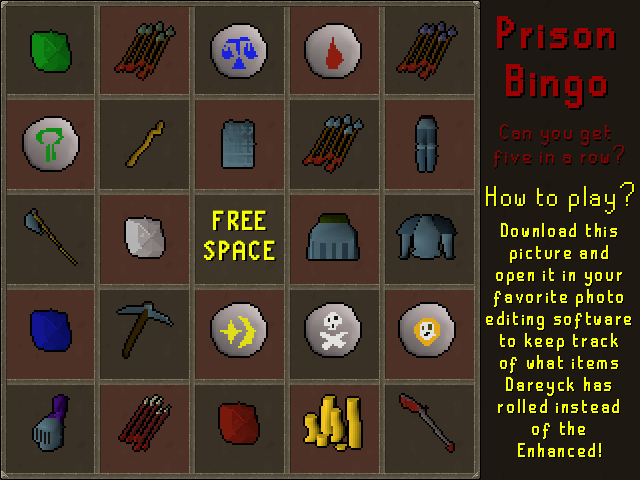 Prison
Bingo
Can you get
five in a row?
How to play?
Download this
picture and
open it in your
favorite photo
editing software
to keep track
of what items
Dareyck has
rolled instead
of the
Enhanced!
FREE
SPACE